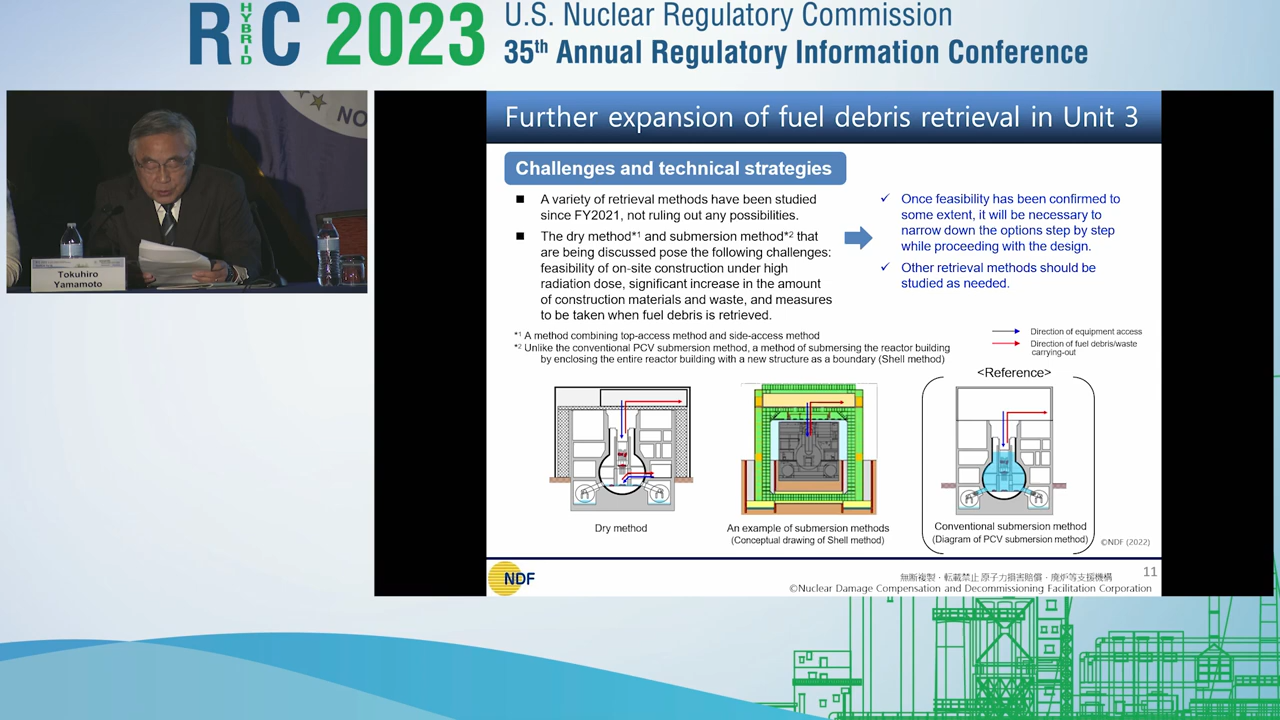 RIC 2023
HYBRID
U.S. Nuclear Regulatory Commission
35th Annual Regulatory Information Conference
NO
Tokuhiro
Yamamoto
Further expansion of fuel debris retrieval in Unit 3
Challenges and technical strategies
■ A variety of retrieval methods have been studied
since FY2021, not ruling out any possibilities.
■ The dry method*1 and submersion method*2 that
are being discussed pose the following challenges:
feasibility of on-site construction under high
radiation dose, significant increase in the amount
of construction materials and waste, and measures
to be taken when fuel debris is retrieved.
✓ Once feasibility has been confirmed to
some extent, it will be necessary to
narrow down the options step by step
while proceeding with the design.
✓ Other retrieval methods should be
studied as needed.
*1 A method combining top-access method and side-access method
*2 Unlike the conventional PCV submersion method, a method of submersing the reactor building
by enclosing the entire reactor building with a new structure as a boundary (Shell method)
Direction of equipment access
Direction of fuel debris/waste
carrying-out
<Reference>
Dry method
An example of submersion methods
(Conceptual drawing of Shell method)
Conventional submersion method
(Diagram of PCV submersion method)
©NDF (2022)
NDF
11
無断複製・転載禁止 原子力損害賠償・廃炉等支援機構
©Nuclear Damage Compensation and Decommissioning Facilitation Corporation